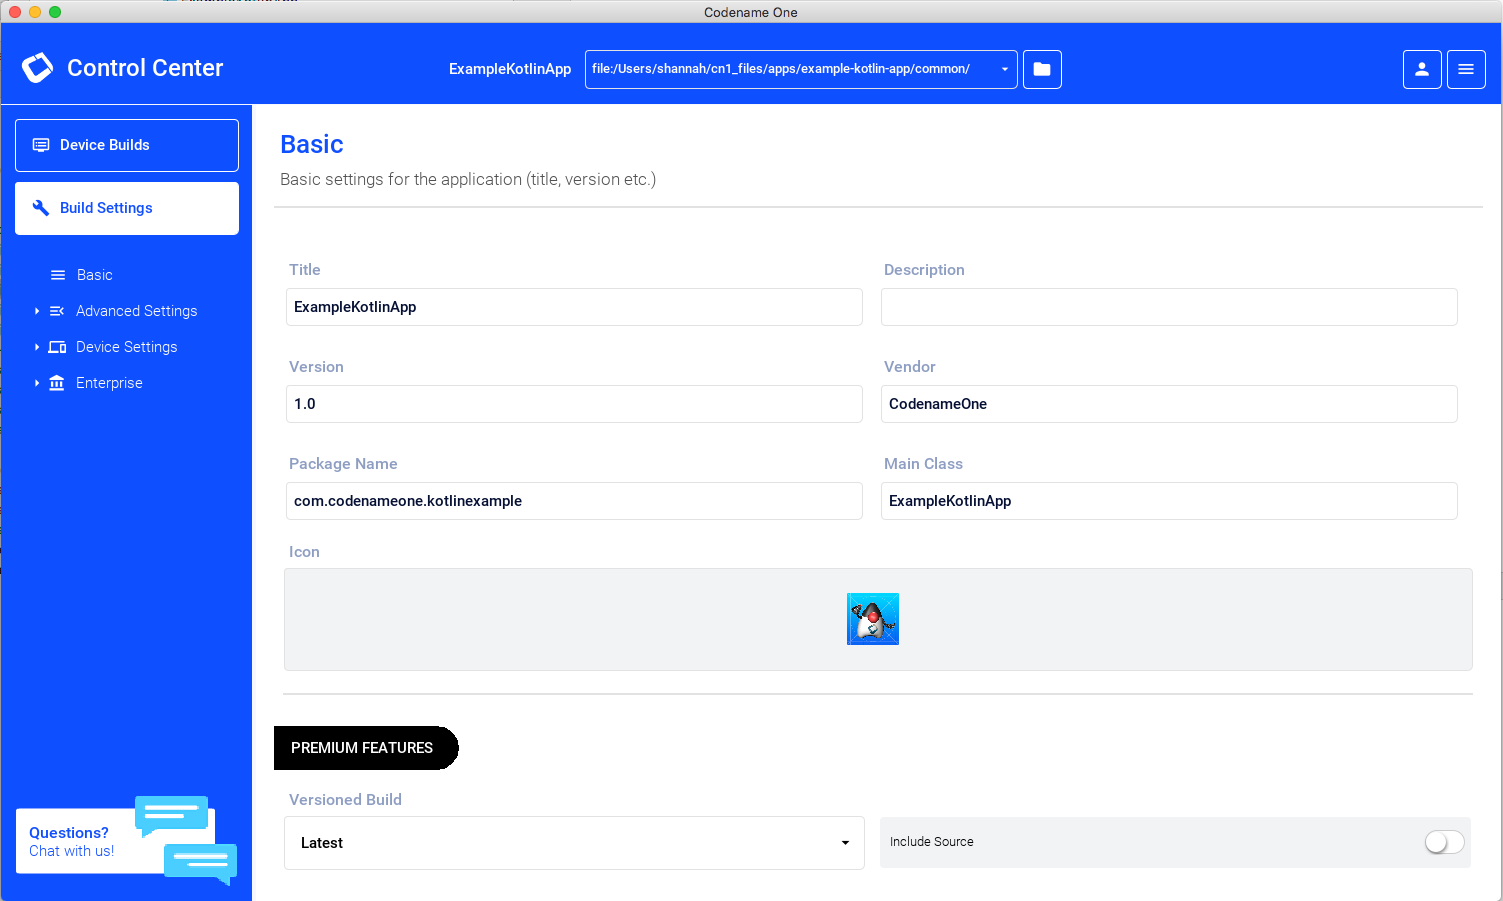 Codename One
Control Center
ExampleKotlinApp
file:/Users/shannah/cn1_files/apps/example-kotlin-app/common/
Device Builds
Build Settings
Basic
Advanced Settings
Device Settings
Enterprise
Questions?
Chat with us!
Basic
Basic settings for the application (title, version etc.)
Title
Description
ExampleKotlinApp
Version
Vendor
1.0
CodenameOne
Package Name
Main Class
com.codenameone.kotlinexample
ExampleKotlinApp
Icon
PREMIUM FEATURES
Versioned Build
Latest
Include Source